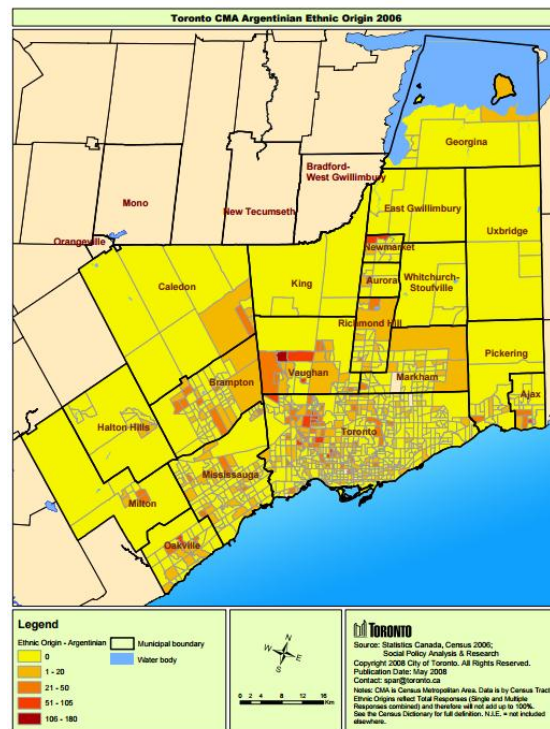 Toronto CMA Argentinian Ethnic Origin 2006
Georgina
Bradford-
West Gwillimbury
Mono
New Tecumseth
East Gwillimbury
Uxbridge
Orangeville
Newmarket
Caledon
King
Aurora
Whitchurch-
Stoufville
Richmond Hill
Pickering
Vaughan
Markham
Brampton
Ajax
Halton Hills
Toronto
Mississauga
Milton
Oakville
Legend
Ethnic Origin - Argentinian
0
1 - 20
21 - 50
51 - 105
106 - 180
Municipal boundary
Water body
N
W
E
S
0 2 4 8 12 16
Km
TORONTO
Source: Statistics Canada, Census 2006;
Social Policy Analysis & Research
Copyright 2008 City of Toronto. All Rights Reserved.
Publication Date: May 2008
Contact: spar@toronto.ca
Notes: CMA is Census Metropolitan Area. Data is by Census Tract
Ethnic Origins reflect Total Responses (Single and Multiple
Responses combined) and therefore will not add up to 100%.
See the Census Dictionary for full definition. N.I.E. = not included
elsewhere.